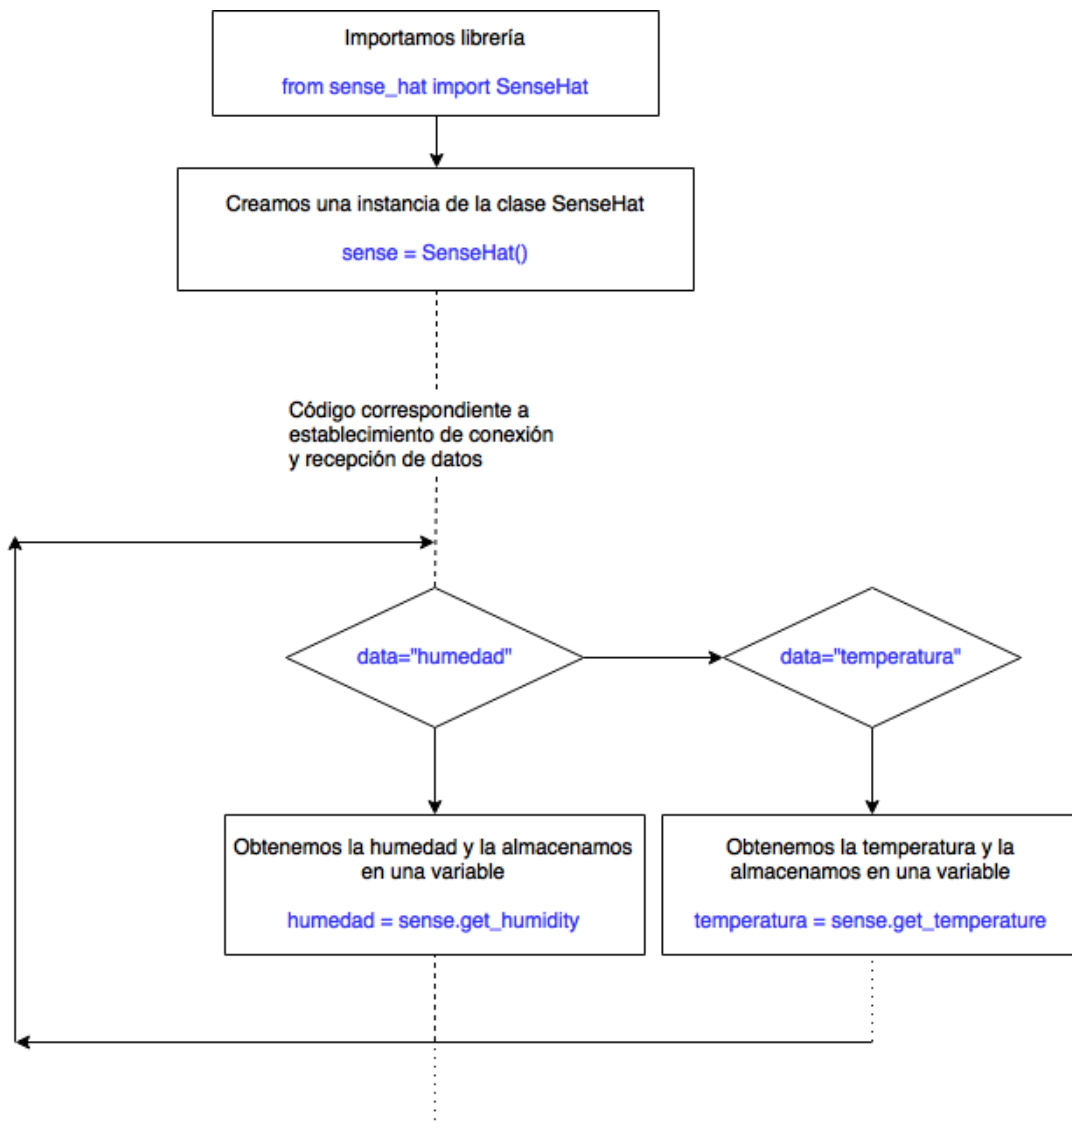 Importamos librería
from sense_hat import SenseHat
Creamos una instancia de la clase SenseHat
sense = SenseHat()
Código correspondiente a
establecimiento de conexión
y recepción de datos
data="humedad"
data="temperatura"
Obtenemos la humedad y la almacenamos
en una variable
humedad = sense.get_humidity
Obtenemos la temperatura y la
almacenamos en una variable
temperatura = sense.get_temperature